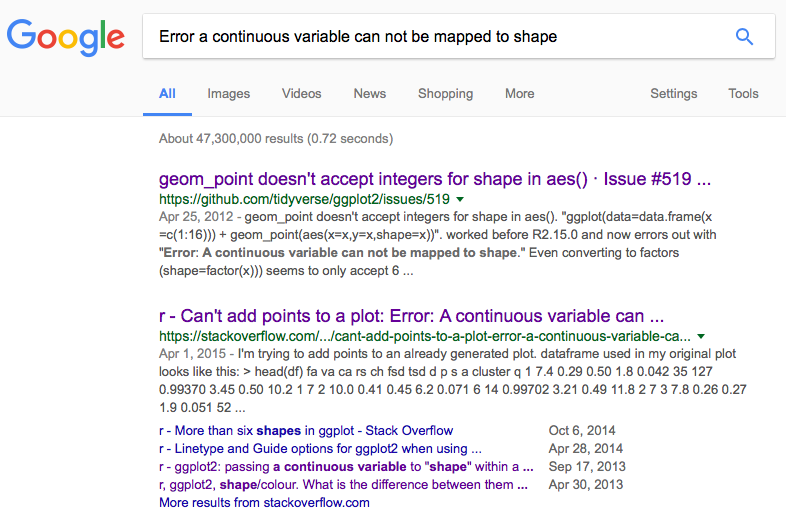 Google
Error a continuous variable can not be mapped to shape
All Images Videos News Shopping More Settings Tools
About 47,300,000 results (0.72 seconds)
geom_point doesn't accept integers for shape in aes() · Issue #519 ...
https://github.com/tidyverse/ggplot2/issues/519
Apr 25, 2012 - geom_point doesn't accept integers for shape in aes(). "ggplot(data=data.frame(x
=c(1:16))) + geom_point(aes(x=x,y=x,shape=x))". worked before R2.15.0 and now errors out with
"Error: A continuous variable can not be mapped to shape." Even converting to factors
(shape=factor(x))) seems to only accept 6 ...
r - Can't add points to a plot: Error: A continuous variable can ...
https://stackoverflow.com/.../cant-add-points-to-a-plot-error-a-continuous-variable-ca...
Apr 1, 2015 - I'm trying to add points to an already generated plot. dataframe used in my original plot
looks like this: > head(df) fa va ca rs ch fsd tsd d p s a cluster q 1 7.4 0.29 0.50 1.8 0.042 35 127
0.99370 3.45 0.50 10.2 1 7 2 10.0 0.41 0.45 6.2 0.071 6 14 0.99702 3.21 0.49 11.8 2 7 3 7.8 0.26 0.27
1.9 0.051 52 ...
r - More than six shapes in ggplot - Stack Overflow Oct 6, 2014
r - Linetype and Guide options for ggplot2 when using ... Apr 28, 2014
r - ggplot2: passing a continuous variable to "shape" within a ... Sep 17, 2013
r, ggplot2, shape/colour. What is the difference between them ... Apr 30, 2013
More results from stackoverflow.com